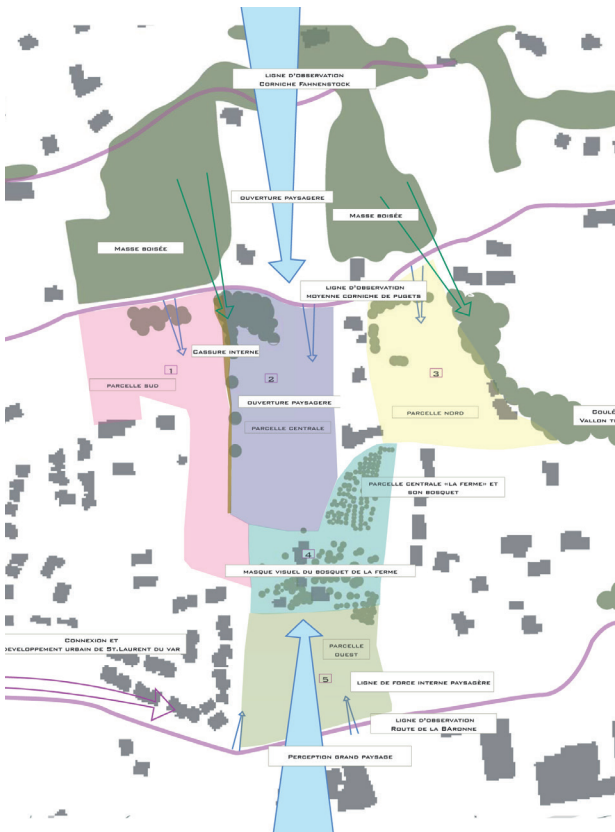 LIGNE D'OBSERVATION
CORNICHE FAHNENSTOCK
OUVERTURE PAYSAGERE
MASSE BOISÉE
MASSE BOISÉE
LIGNE D'OBSERVATION
MOYENNE CORNICHE DE PUGETS
CASSURE INTERNE
1
2
3
PARCELLE SUD
OUVERTURE PAYSAGERE
PARCELLE NORD
COULÉ
VALLON T
PARCELLE CENTRALE
PARCELLE CENTRALE «LA FERME» ET
SON BOSQUET
4
MASQUE VISUEL DU BOSQUET DE LA FERME
CONNEXION ET
DEVELOPPEMENT URBAIN DE ST.LAURENT DU VAR
PARCELLE
OUEST
5
LIGNE DE FORCE INTERNE PAYSAGÈRE
LIGNE D'OBSERVATION
ROUTE DE LA BARONNE
PERCEPTION GRAND PAYSAGE